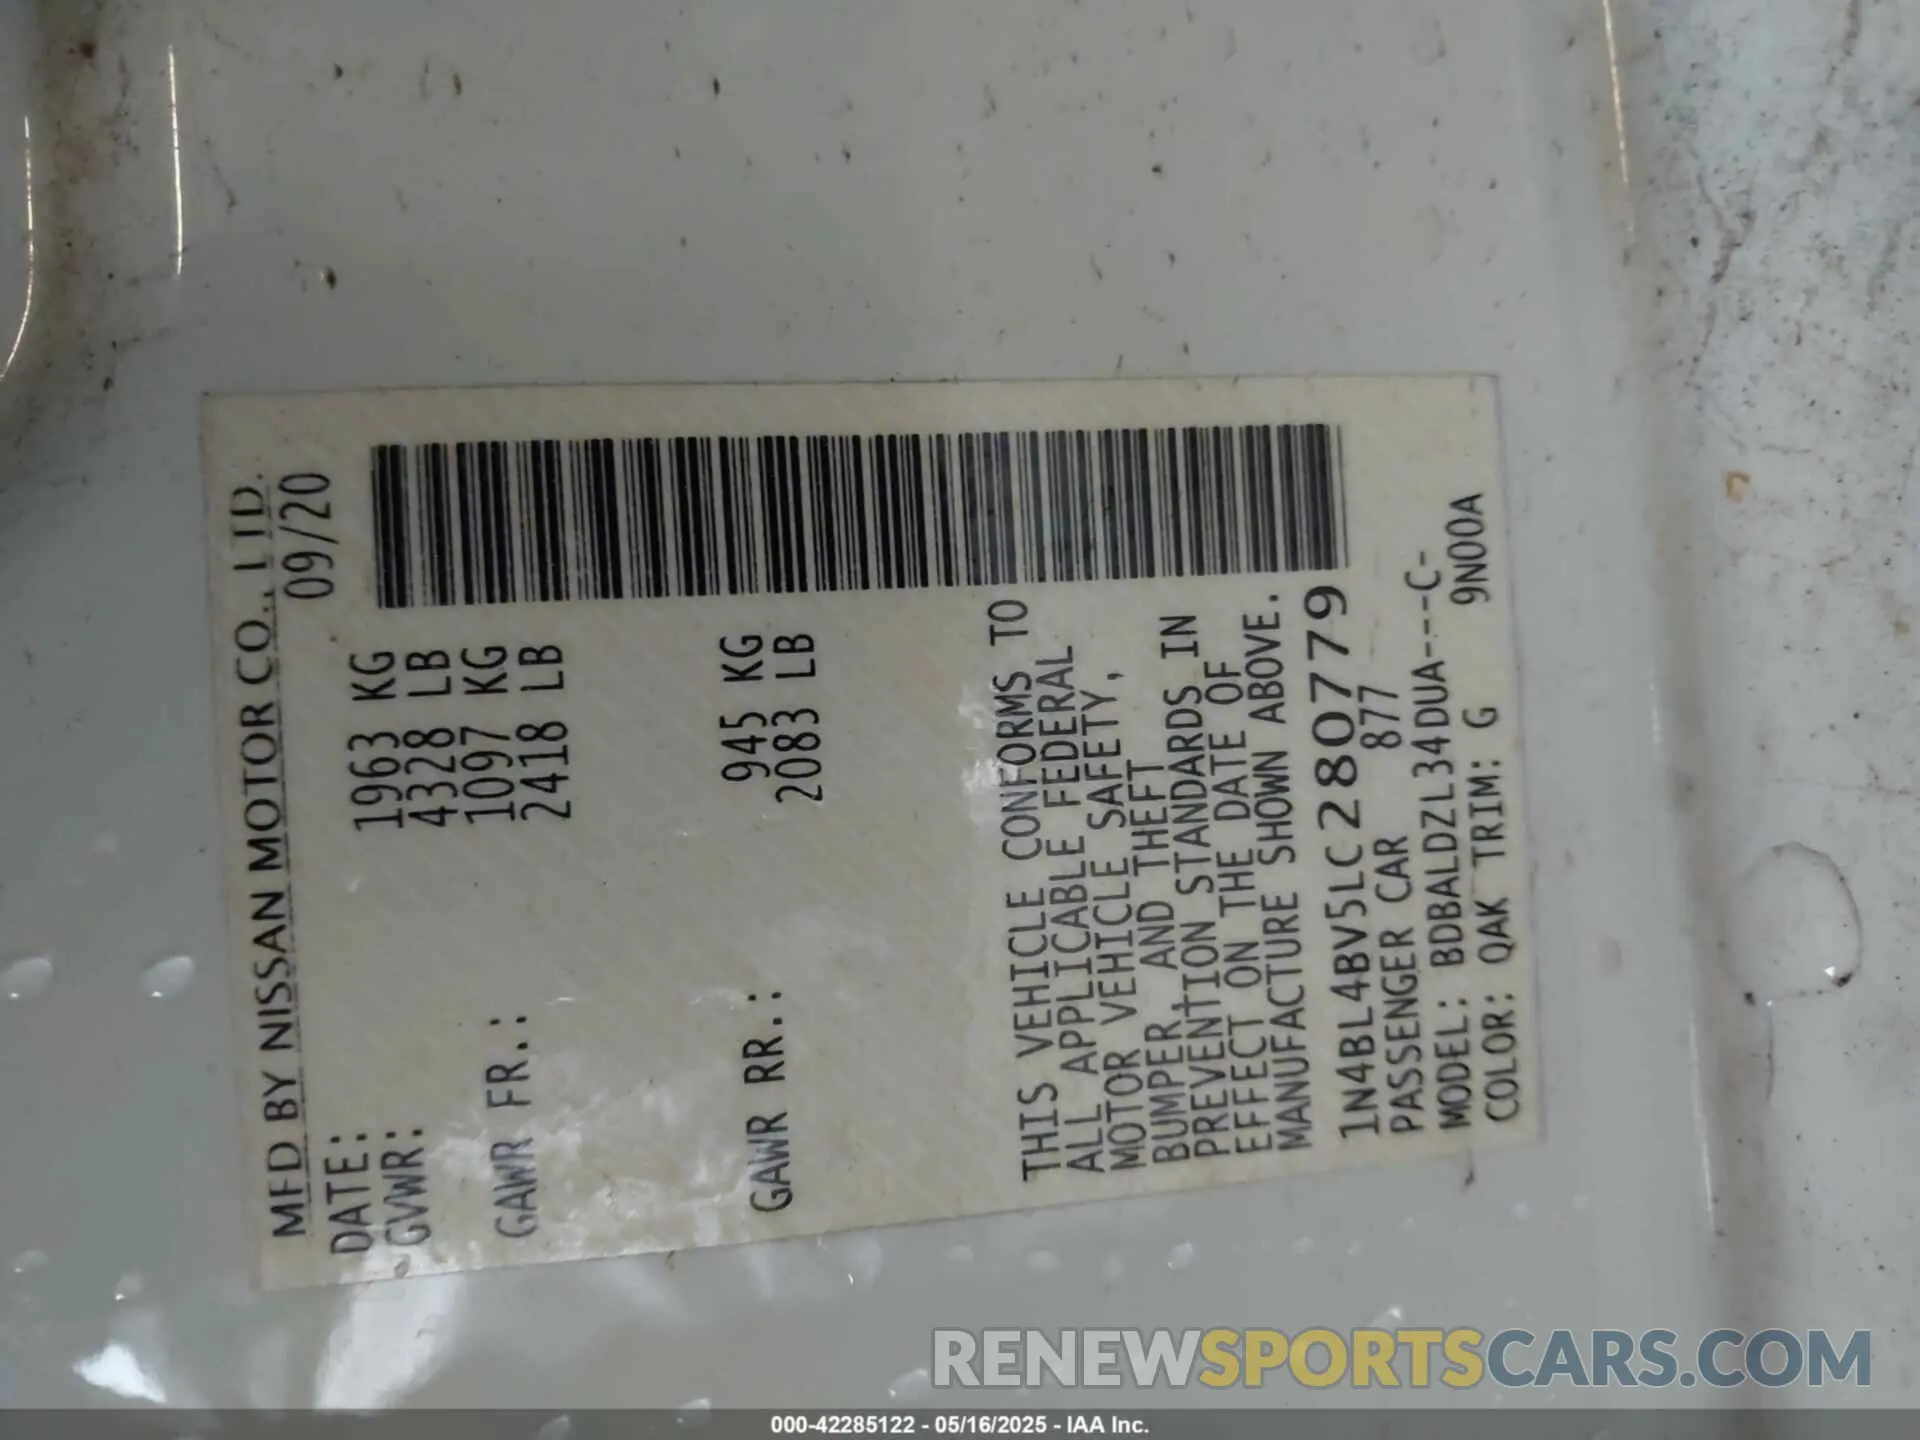 MFD BY NISSAN MOTOR CO., LTD.
DATE: 09/20
GVWR: 1963 KG
4328 LB
GAWR FR.: 1097 KG
2418 LB
GAWR RR.: 945 KG
2083 LB
THIS VEHICLE CONFORMS TO
ALL APPLICABLE FEDERAL
MOTOR VEHICLE SAFETY,
BUMPER, AND THEFT
PREVENTION STANDARDS IN
EFFECT ON THE DATE OF
MANUFACTURE SHOWN ABOVE.
1N4BL4BV5LC280779
PASSENGER CAR 877
MODEL: BDBALDZL34DUA----C-
COLOR: QAK TRIM: G 9N00A
RENEWSPORTSCARS.COM
000-42285122 - 05/16/2025 - IAA Inc.